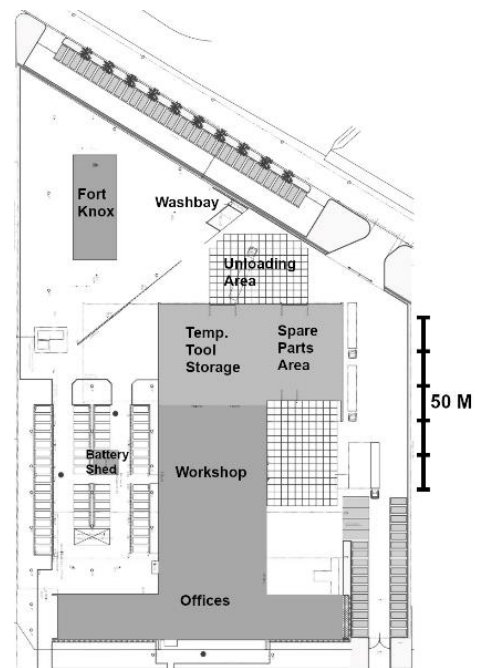 Fort
Knox
Washbay
Unloading
Area
Temp.
Tool
Storage
Spare
Parts
Area
50 M
Battery
Shed
Workshop
Offices